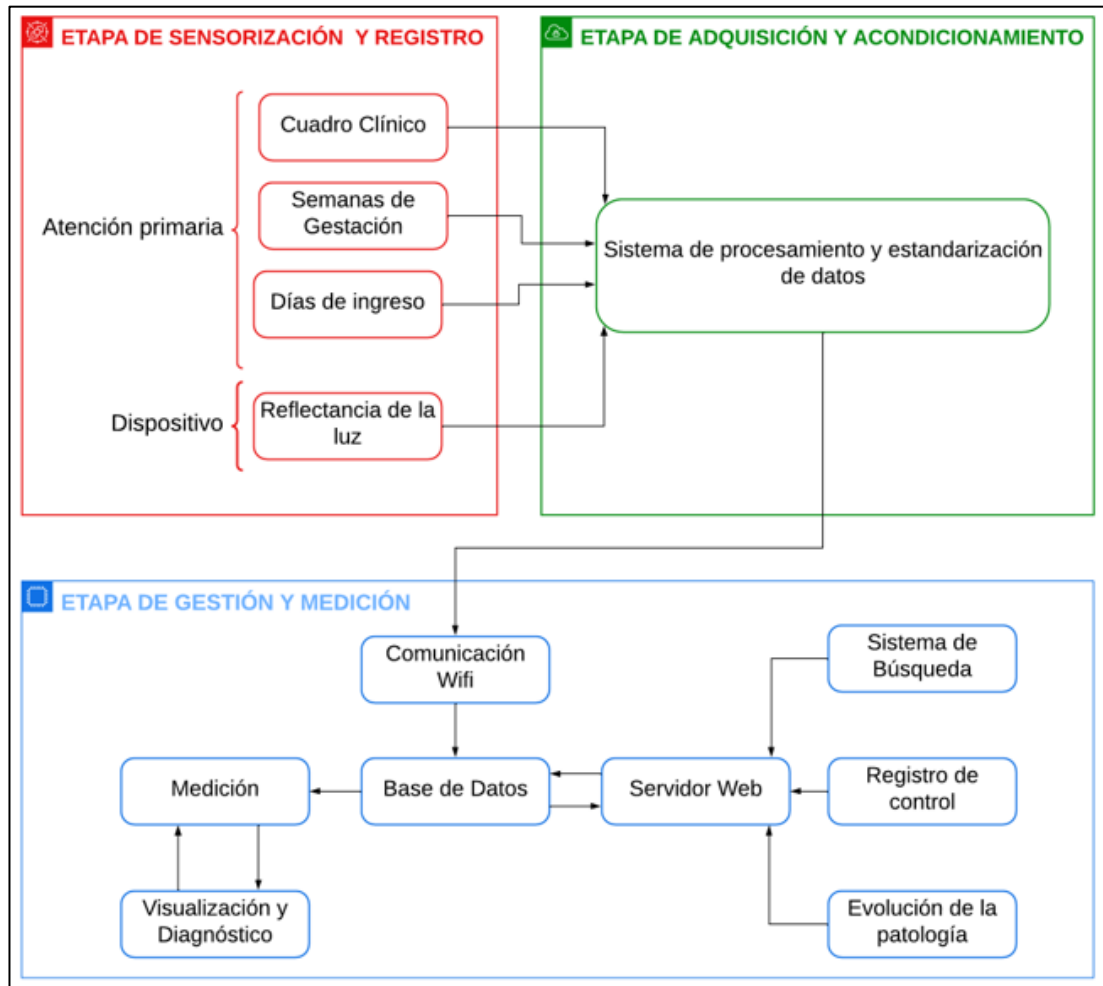 ETAPA DE SENSORIZACIÓN Y REGISTRO
ETAPA DE ADQUISICIÓN Y ACONDICIONAMIENTO
Atención primaria
Cuadro Clínico
Semanas de
Gestación
Días de ingreso
Dispositivo
Reflectancia de la
luz
Sistema de procesamiento y estandarización
de datos
ETAPA DE GESTIÓN Y MEDICIÓN
Comunicación
Wifi
Sistema de
Búsqueda
Medición
Base de Datos
Servidor Web
Registro de
control
Visualización y
Diagnóstico
Evolución de la
patología